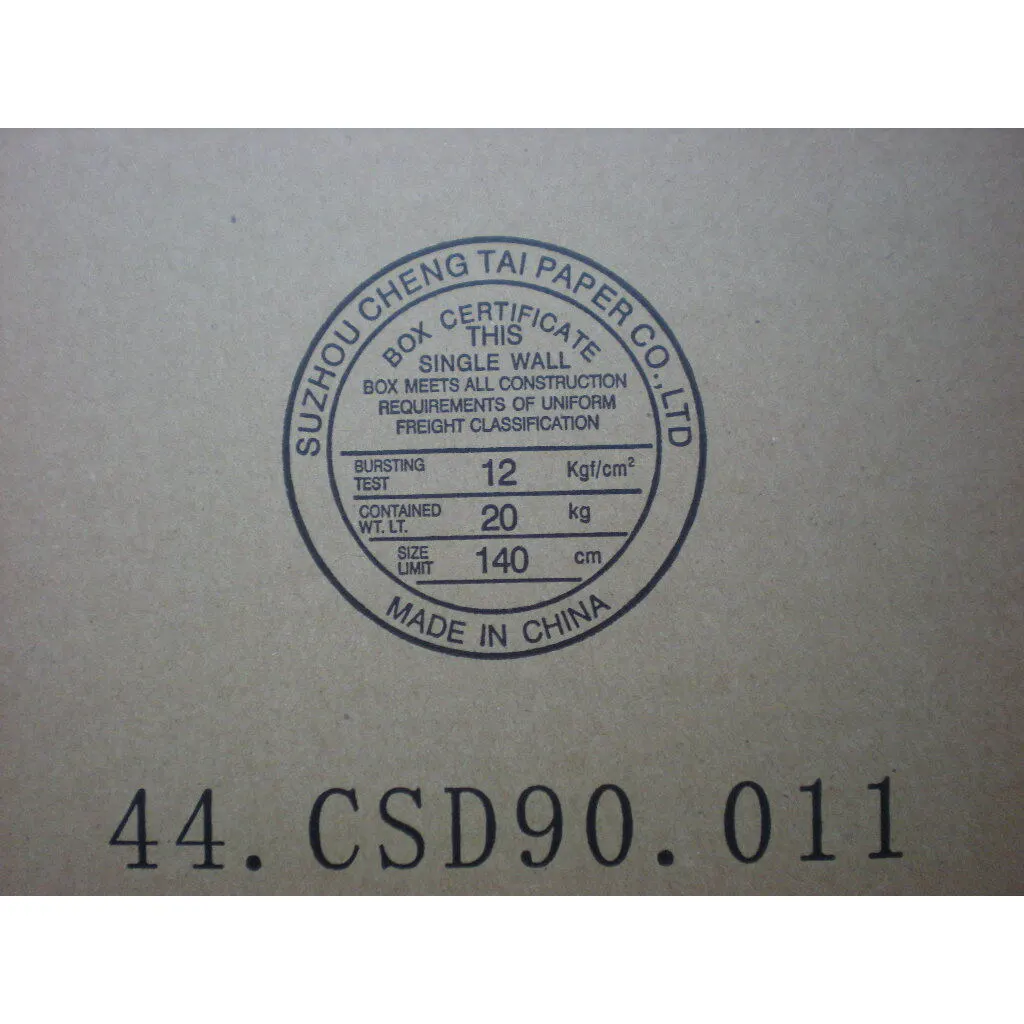 SUZHOU CHENG TAI PAPER CO.,LTD
BOX CERTIFICATE
THIS
SINGLE WALL
BOX MEETS ALL CONSTRUCTION
REQUIREMENTS OF UNIFORM
FREIGHT CLASSIFICATION
BURSTING TEST 12 Kgf/cm²
CONTAINED WT. LT. 20 kg
SIZE LIMIT 140 cm
MADE IN CHINA
44.CSD90.011